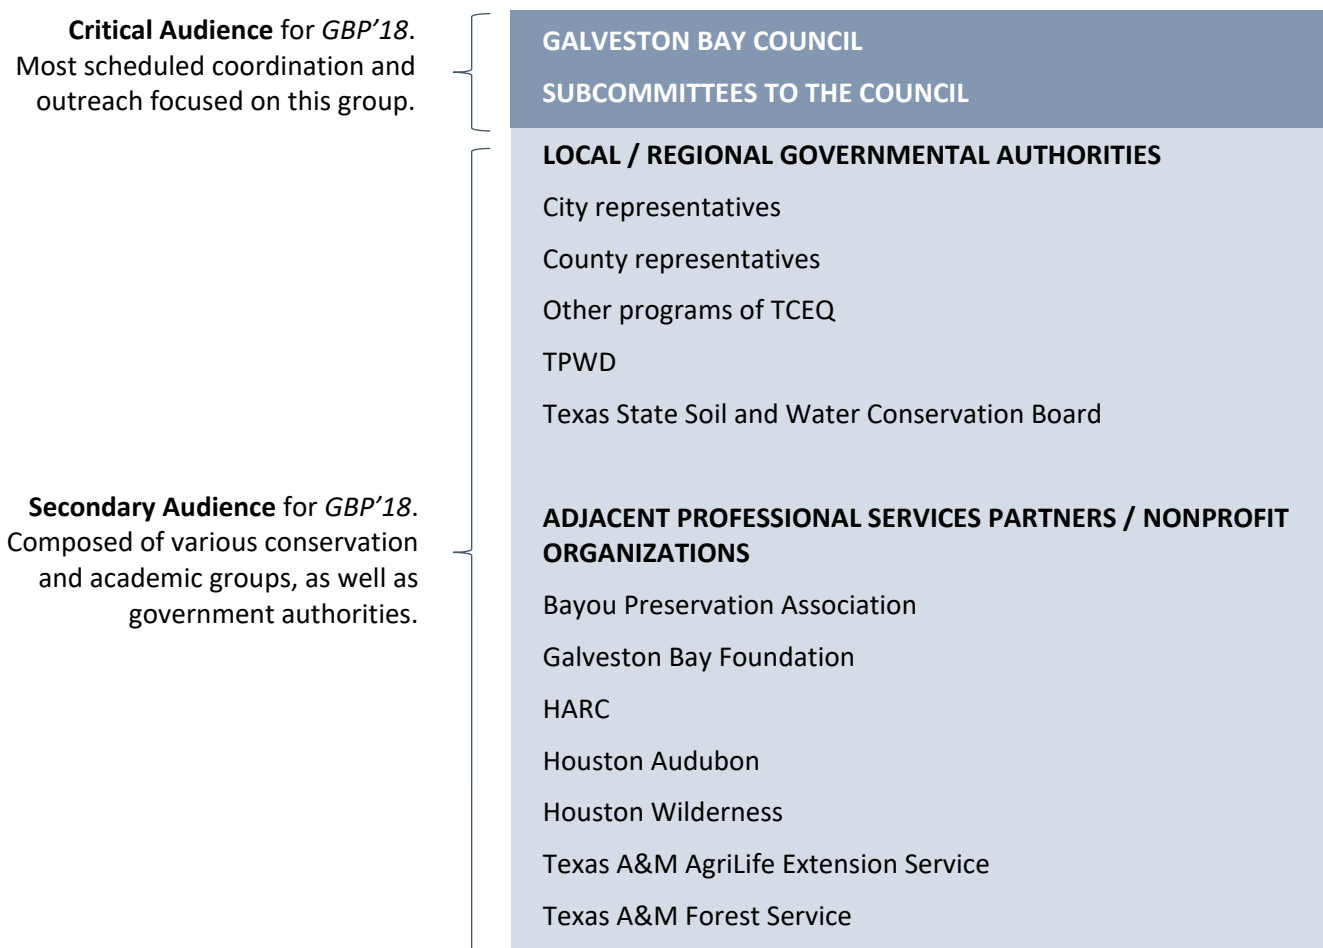 Critical Audience for GBP’18.
Most scheduled coordination and
outreach focused on this group.
GALVESTON BAY COUNCIL
SUBCOMMITTEES TO THE COUNCIL
Secondary Audience for GBP’18.
Composed of various conservation
and academic groups, as well as
government authorities.
LOCAL / REGIONAL GOVERNMENTAL AUTHORITIES
City representatives
County representatives
Other programs of TCEQ
TPWD
Texas State Soil and Water Conservation Board
ADJACENT PROFESSIONAL SERVICES PARTNERS / NONPROFIT
ORGANIZATIONS
Bayou Preservation Association
Galveston Bay Foundation
HARC
Houston Audubon
Houston Wilderness
Texas A&M AgriLife Extension Service
Texas A&M Forest Service